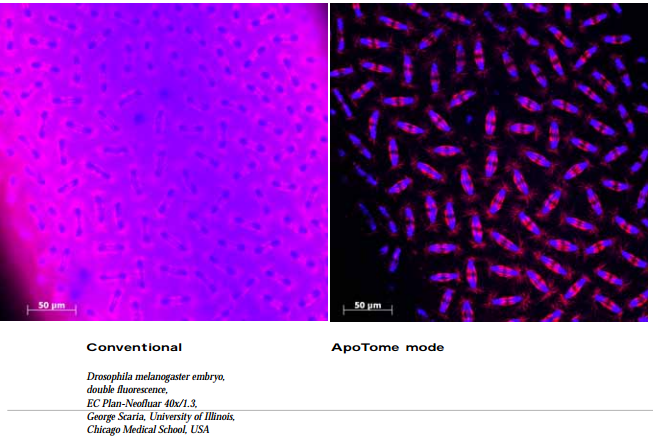 50 µm
50 µm
Conventional
ApoTome mode
Drosophila melanogaster embryo,
double fluorescence,
EC Plan-Neofluar 40x/1.3,
George Scaria, University of Illinois,
Chicago Medical School, USA